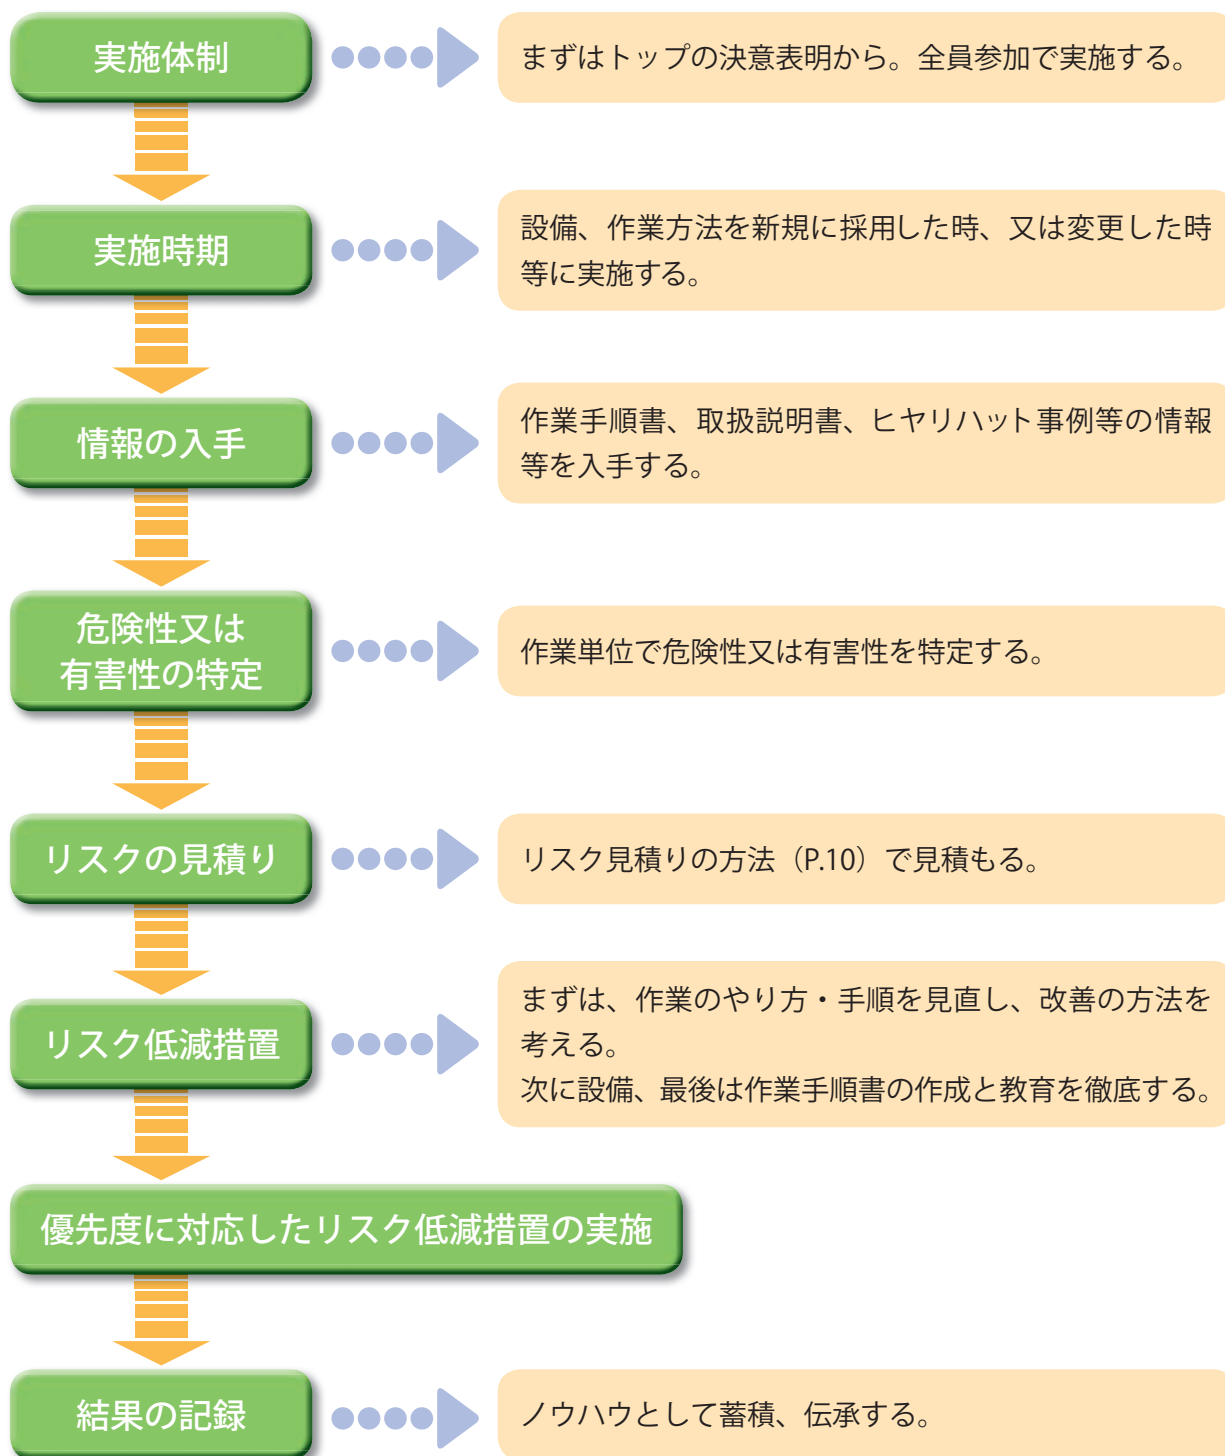 実施体制
まずはトップの決意表明から。全員参加で実施する。
実施時期
設備、作業方法を新規に採用した時、又は変更した時
等に実施する。
情報の入手
作業手順書、取扱説明書、ヒヤリハット事例等の情報
等を入手する。
危険性又は
有害性の特定
作業単位で危険性又は有害性を特定する。
リスクの見積り
リスク見積りの方法（P.10）で見積もる。
リスク低減措置
まずは、作業のやり方・手順を見直し、改善の方法を
考える。
次に設備、最後は作業手順書の作成と教育を徹底する。
優先度に対応したリスク低減措置の実施
結果の記録
ノウハウとして蓄積、伝承する。